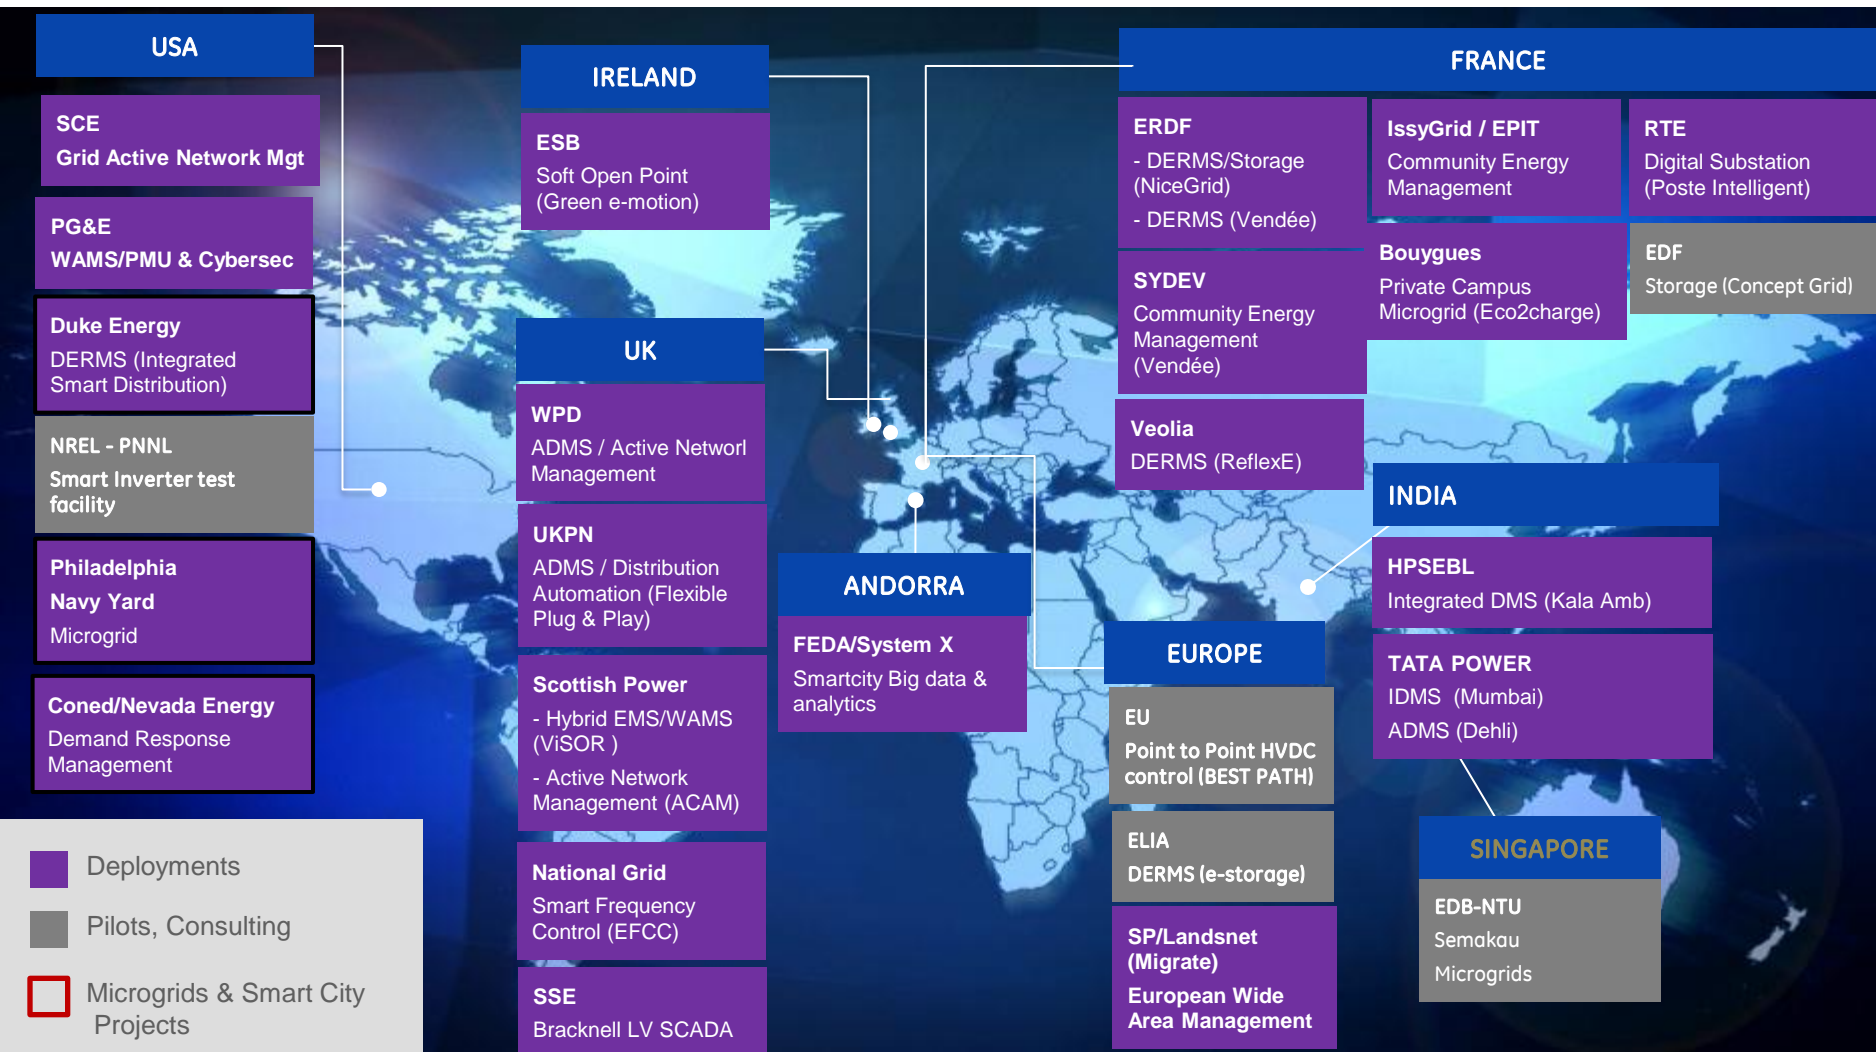 USA
SCE
Grid Active Network Mgt
PG&E
WAMS/PMU & Cybersec
Duke Energy
DERMS (Integrated
Smart Distribution)
NREL - PNNL
Smart Inverter test
facility
Philadelphia
Navy Yard
Microgrid
Coned/Nevada Energy
Demand Response
Management
IRELAND
ESB
Soft Open Point
(Green e-motion)
UK
WPD
ADMS / Active Networl
Management
UKPN
ADMS / Distribution
Automation (Flexible
Plug & Play)
Scottish Power
- Hybrid EMS/WAMS
(ViSOR )
- Active Network
Management (ACAM)
National Grid
Smart Frequency
Control (EFCC)
SSE
Bracknell LV SCADA
ANDORRA
FEDA/System X
Smartcity Big data &
analytics
FRANCE
ERDF
- DERMS/Storage
(NiceGrid)
- DERMS (Vendée)
SYDEV
Community Energy
Management
(Vendée)
Veolia
DERMS (ReflexE)
IssyGrid / EPIT
Community Energy
Management
Bouygues
Private Campus
Microgrid (Eco2charge)
RTE
Digital Substation
(Poste Intelligent)
EDF
Storage (Concept Grid)
INDIA
HPSEBL
Integrated DMS (Kala Amb)
TATA POWER
IDMS (Mumbai)
ADMS (Dehli)
EUROPE
EU
Point to Point HVDC
control (BEST PATH)
ELIA
DERMS (e-storage)
SP/Landsnet
(Migrate)
European Wide
Area Management
SINGAPORE
EDB-NTU
Semakau
Microgrids
Deployments
Pilots, Consulting
Microgrids & Smart City
Projects